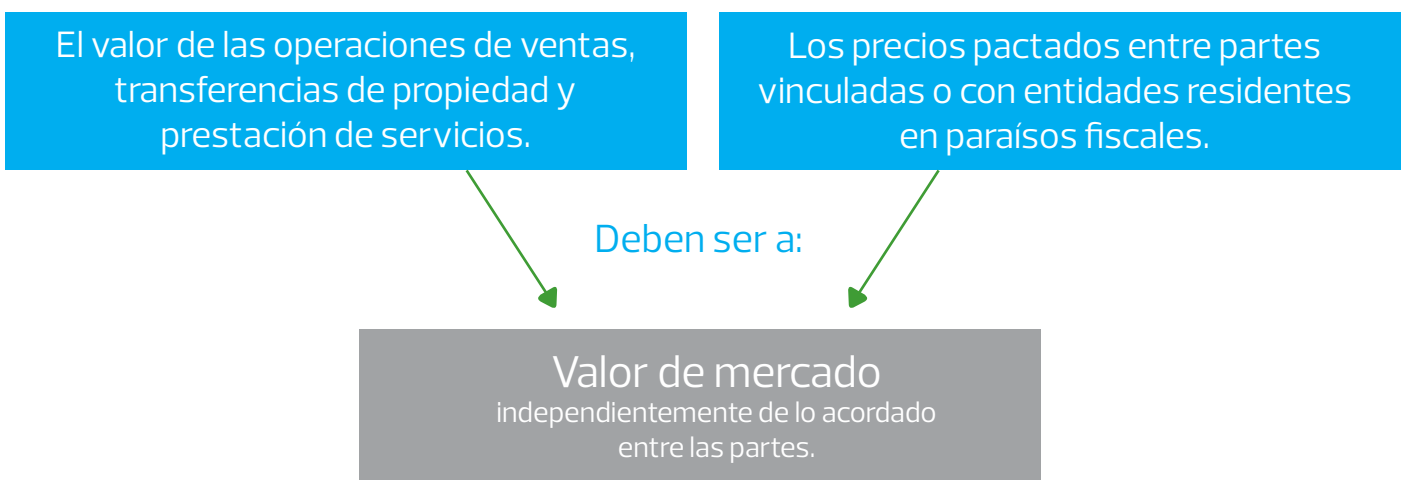 El valor de las operaciones de ventas,
transferencias de propiedad y
prestación de servicios.
Los precios pactados entre partes
vinculadas o con entidades residentes
en paraísos fiscales.
Deben ser a:
Valor de mercado
independientemente de lo acordado
entre las partes.